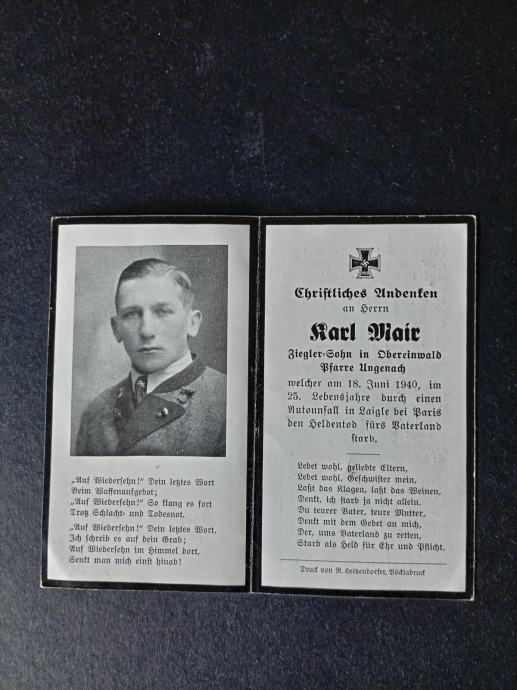 „Auf Wiedersehn!“ Dein letztes Wort
Beim Waffenaufgebot;
„Auf Wiedersehn!“ So klang es fort
Trotz Schlacht- und Todesnot.
„Auf Wiedersehn!“ Dein letztes Wort,
Ich schreib es auf dein Grab;
Auf Wiedersehn im Himmel dort,
Senkt man mich einst hinab!
Christliches Andenken
an Herrn
Karl Mair
Ziegler-Sohn in Obereinwald
Pfarre Ungenach
welcher am 18. Juni 1940, im
25. Lebensjahre durch einen
Autounfall in Laigle bei Paris
den Heldentod fürs Vaterland
starb.
Lebet wohl, geliebte Eltern,
Lebet wohl, Geschwister mein,
Laßt das Klagen, laßt das Weinen,
Denkt, ich starb ja nicht allein.
Du teurer Vater, teure Mutter,
Denkt mit dem Gebet an mich,
Der, ums Vaterland zu retten,
Starb als Held für Ehr und Pflicht.
Druck von R. Heitzendorfer, Vöcklabruck